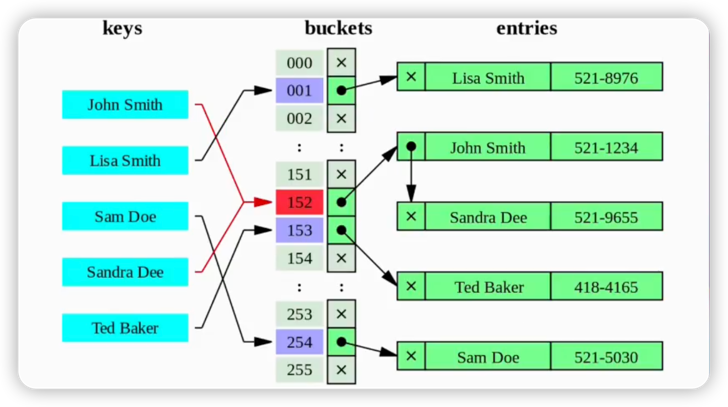 keys
buckets
entries
John Smith
Lisa Smith
Sam Doe
Sandra Dee
Ted Baker
000 ×
001
002 ×
: :
151 ×
152
153
154 ×
: :
253 ×
254
255 ×
× Lisa Smith 521-8976
John Smith 521-1234
× Sandra Dee 521-9655
× Ted Baker 418-4165
× Sam Doe 521-5030